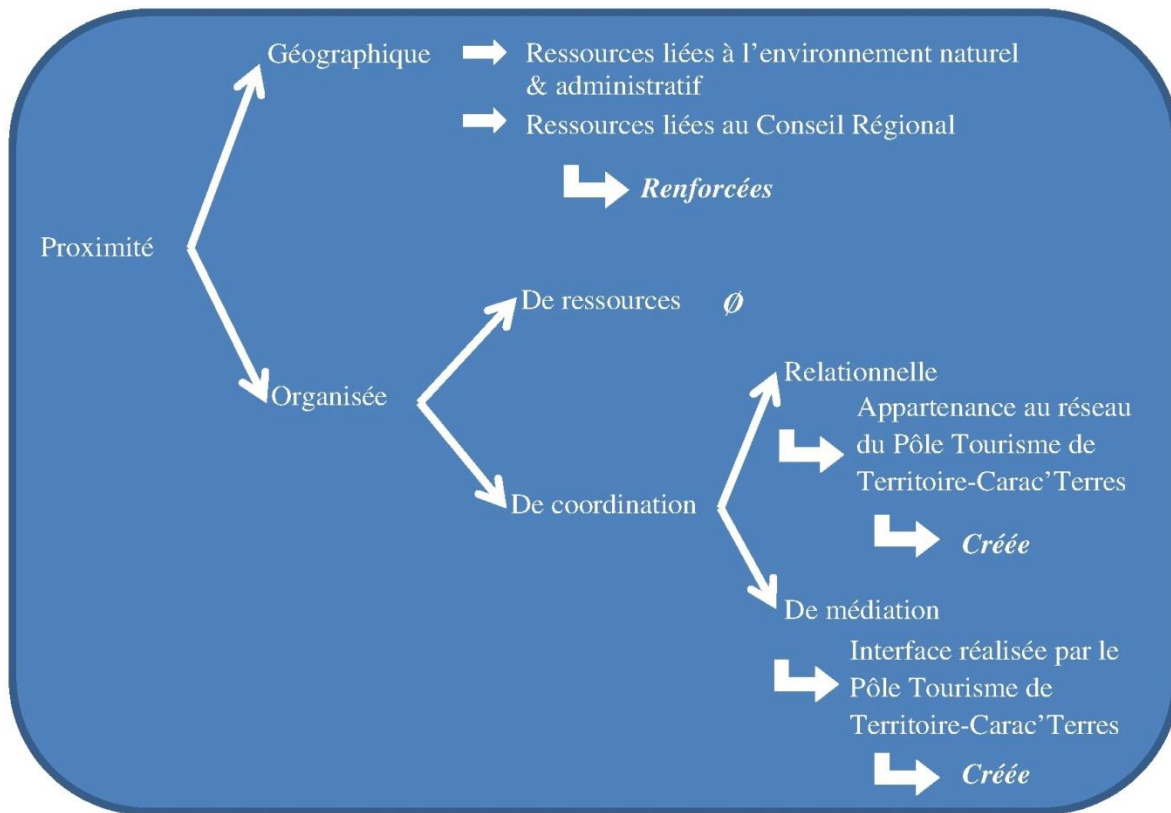 Géographique
Ressources liées à l’environnement naturel
& administratif
Ressources liées au Conseil Régional
Renforcées
Proximité
De ressources Ø
Organisée
Relationnelle
Appartenance au réseau
du Pôle Tourisme de
Territoire-Carac’Terres
De coordination
Créée
De médiation
Interface réalisée par le
Pôle Tourisme de
Territoire-Carac’Terres
Créée